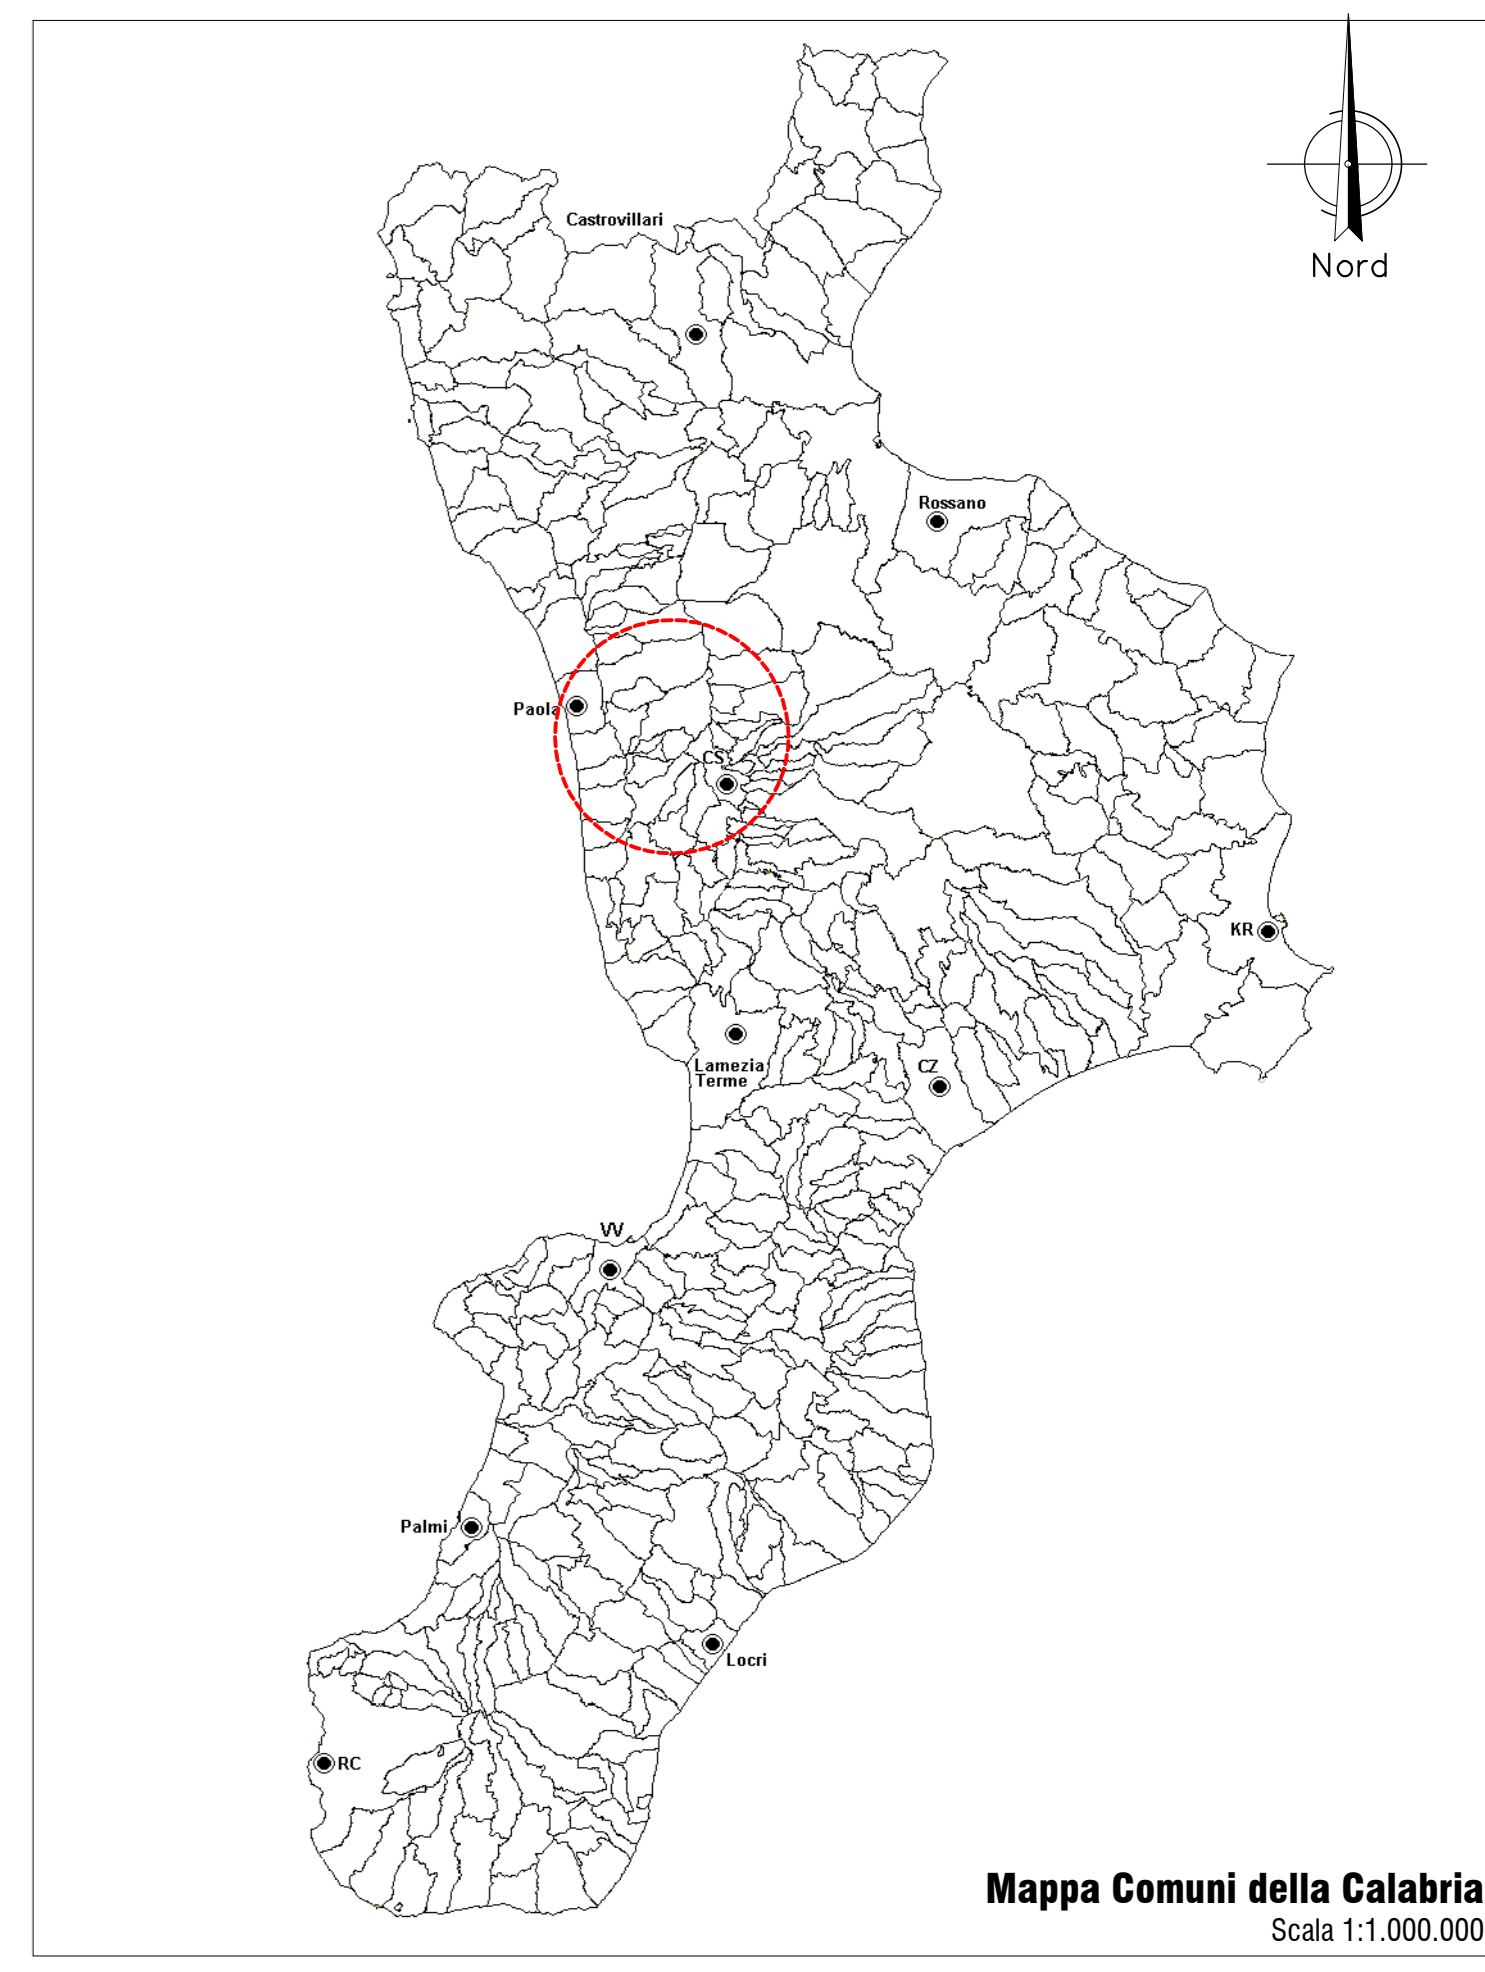 Nord
Castrovillari
Rossano
Paola
CS
KR
Lamezia
Terme
CZ
VV
Palmi
Locri
RC
Mappa Comuni della Calabria
Scala 1:1.000.000